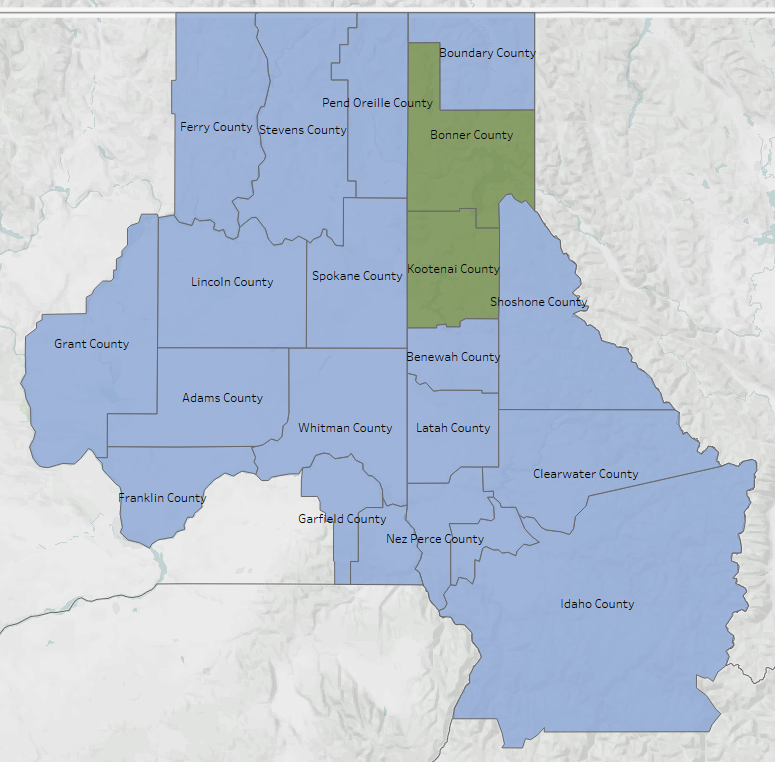 Boundary County
Pend Oreille County
Ferry County
Stevens County
Bonner County
Kootenai County
Spokane County
Lincoln County
Shoshone County
Grant County
Benewah County
Adams County
Whitman County
Latah County
Clearwater County
Franklin County
Garfield County
Nez Perce County
Idaho County